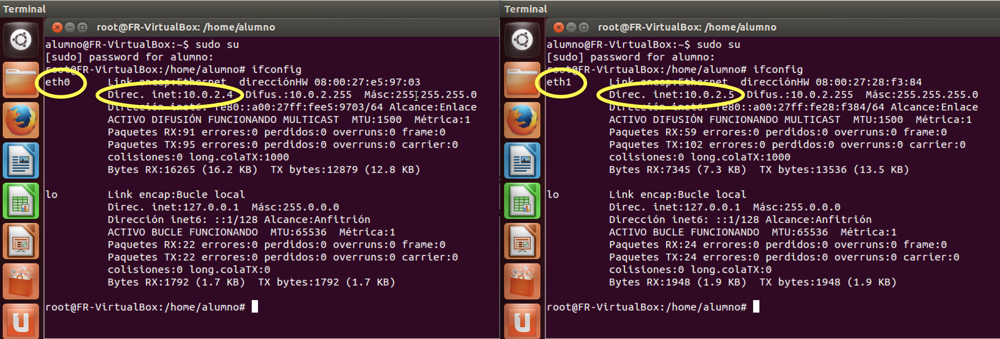 Terminal
root@FR-VirtualBox: /home/alumno
alumno@FR-VirtualBox:~$ sudo su
[sudo] password for alumno:
root@FR-VirtualBox:/home/alumno# ifconfig
eth0      Link encap:Ethernet  direcciónHW 08:00:27:e5:97:03
          Direc. inet:10.0.2.4  Difus.:10.0.2.255  Másc:255.255.255.0
          Dirección inet6: fe80::a00:27ff:fee5:9703/64 Alcance:Enlace
          ACTIVO DIFUSIÓN FUNCIONANDO MULTICAST  MTU:1500  Métrica:1
          Paquetes RX:91 errores:0 perdidos:0 overruns:0 frame:0
          Paquetes TX:95 errores:0 perdidos:0 overruns:0 carrier:0
          colisiones:0 long.colaTX:1000
          Bytes RX:16265 (16.2 KB)  TX bytes:12879 (12.8 KB)
lo        Link encap:Bucle local
          Direc. inet:127.0.0.1  Másc:255.0.0.0
          Dirección inet6: ::1/128 Alcance:Anfitrión
          ACTIVO BUCLE FUNCIONANDO  MTU:65536  Métrica:1
          Paquetes RX:22 errores:0 perdidos:0 overruns:0 frame:0
          Paquetes TX:22 errores:0 perdidos:0 overruns:0 carrier:0
          colisiones:0 long.colaTX:0
          Bytes RX:1792 (1.7 KB)  TX bytes:1792 (1.7 KB)
root@FR-VirtualBox:/home/alumno#
Terminal
root@FR-VirtualBox: /home/alumno
alumno@FR-VirtualBox:~$ sudo su
[sudo] password for alumno:
root@FR-VirtualBox:/home/alumno# ifconfig
eth1      Link encap:Ethernet  direcciónHW 08:00:27:28:f3:84
          Direc. inet:10.0.2.5  Difus.:10.0.2.255  Másc:255.255.255.0
          Dirección inet6: fe80::a00:27ff:fe28:f384/64 Alcance:Enlace
          ACTIVO DIFUSIÓN FUNCIONANDO MULTICAST  MTU:1500  Métrica:1
          Paquetes RX:59 errores:0 perdidos:0 overruns:0 frame:0
          Paquetes TX:102 errores:0 perdidos:0 overruns:0 carrier:0
          colisiones:0 long.colaTX:1000
          Bytes RX:7345 (7.3 KB)  TX bytes:13536 (13.5 KB)
lo        Link encap:Bucle local
          Direc. inet:127.0.0.1  Másc:255.0.0.0
          Dirección inet6: ::1/128 Alcance:Anfitrión
          ACTIVO BUCLE FUNCIONANDO  MTU:65536  Métrica:1
          Paquetes RX:24 errores:0 perdidos:0 overruns:0 frame:0
          Paquetes TX:24 errores:0 perdidos:0 overruns:0 carrier:0
          colisiones:0 long.colaTX:0
          Bytes RX:1948 (1.9 KB)  TX bytes:1948 (1.9 KB)
root@FR-VirtualBox:/home/alumno#